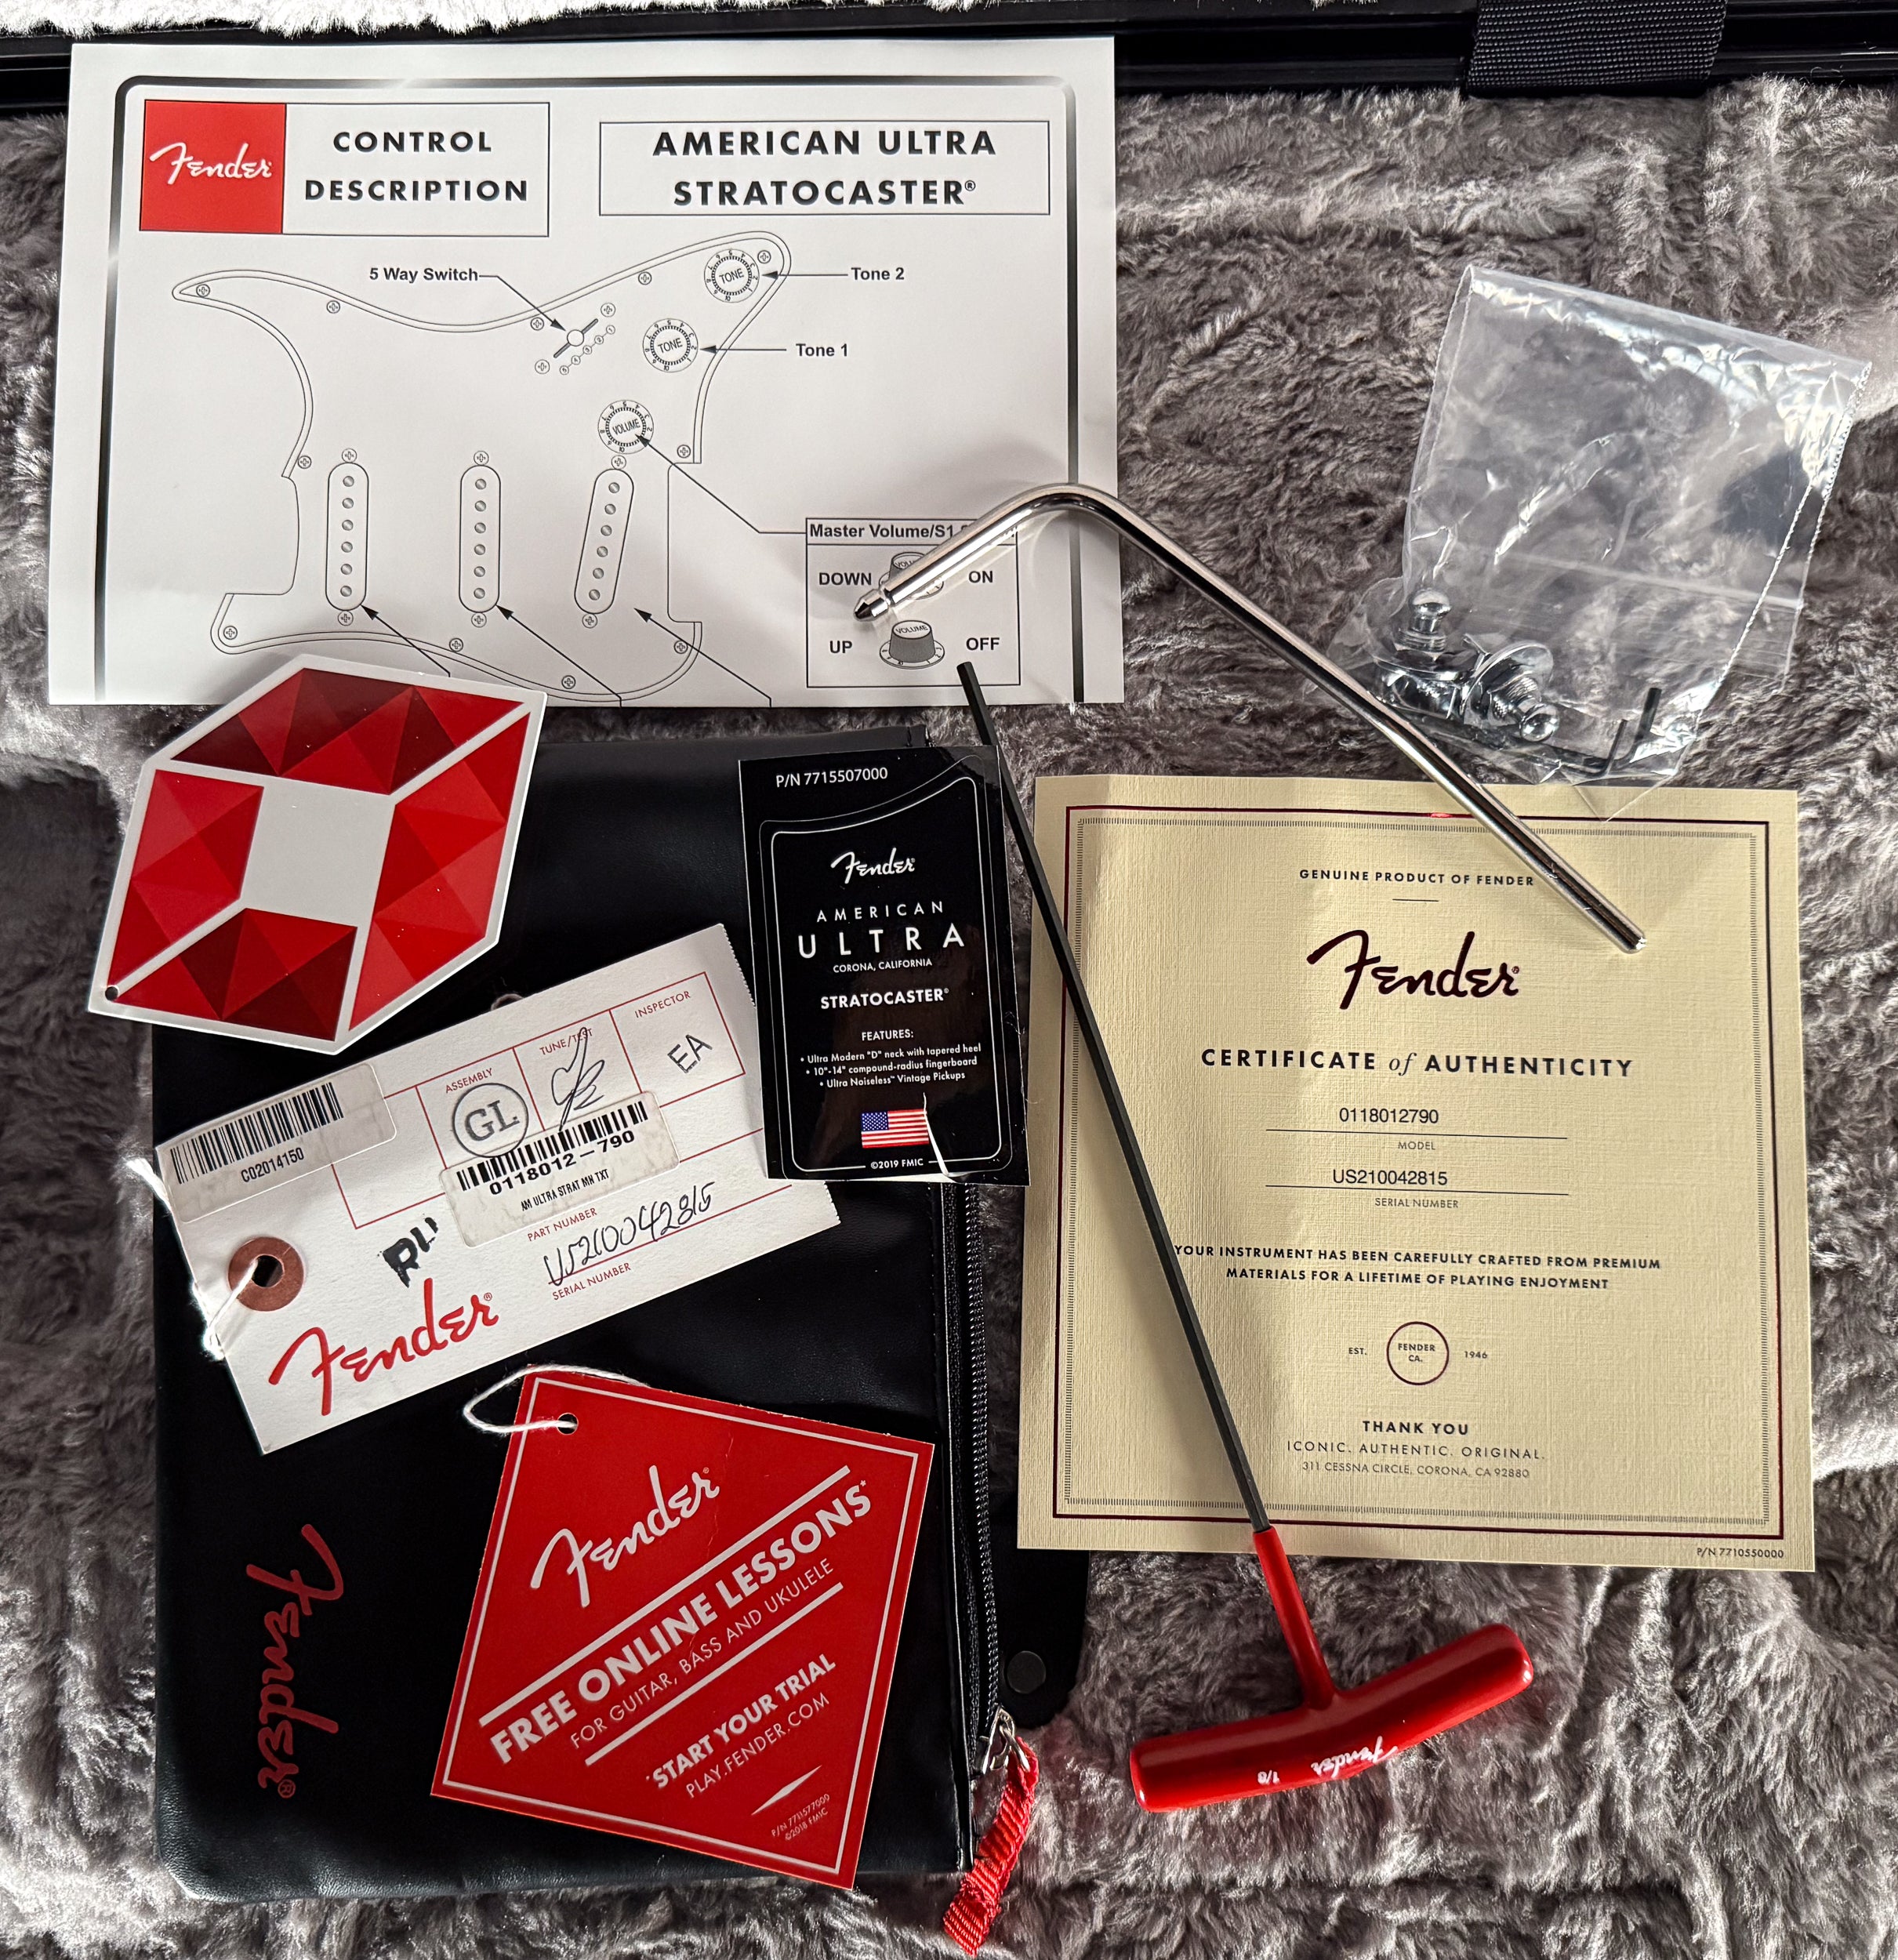 Fender
CONTROL
DESCRIPTION
AMERICAN ULTRA
STRATOCASTER®
5 Way Switch
TONE
Tone 2
TONE
Tone 1
VOLUME
Master Volume/S1
DOWN
ON
UP
VOLUME
OFF
P/N 7715507000
Fender®
AMERICAN
ULTRA
CORONA, CALIFORNIA
STRATOCASTER®
FEATURES:
• Ultra Modern "D" neck with tapered heel
• 10"-14" compound-radius fingerboard
• Ultra Noiseless™ Vintage Pickups
©2019 FMIC
GENUINE PRODUCT OF FENDER
Fender®
CERTIFICATE of AUTHENTICITY
0118012790
MODEL
US210042815
SERIAL NUMBER
YOUR INSTRUMENT HAS BEEN CAREFULLY CRAFTED FROM PREMIUM
MATERIALS FOR A LIFETIME OF PLAYING ENJOYMENT
EST.
FENDER
CA.
1946
THANK YOU
ICONIC. AUTHENTIC. ORIGINAL.
311 CESSNA CIRCLE, CORONA, CA 92880
P/N 7710550000
C02014150
ASSEMBLY
GL
TUNE/TEST
INSPECTOR
EA
0118012-790
AM ULTRA STRAT MN TXT
PART NUMBER
US210042815
SERIAL NUMBER
Fender®
Fender®
FREE ONLINE LESSONS*
FOR GUITAR, BASS AND UKULELE
*START YOUR TRIAL
PLAY.FENDER.COM
P/N 7711577000
©2018 FMIC
Fender®
Fender
1/8